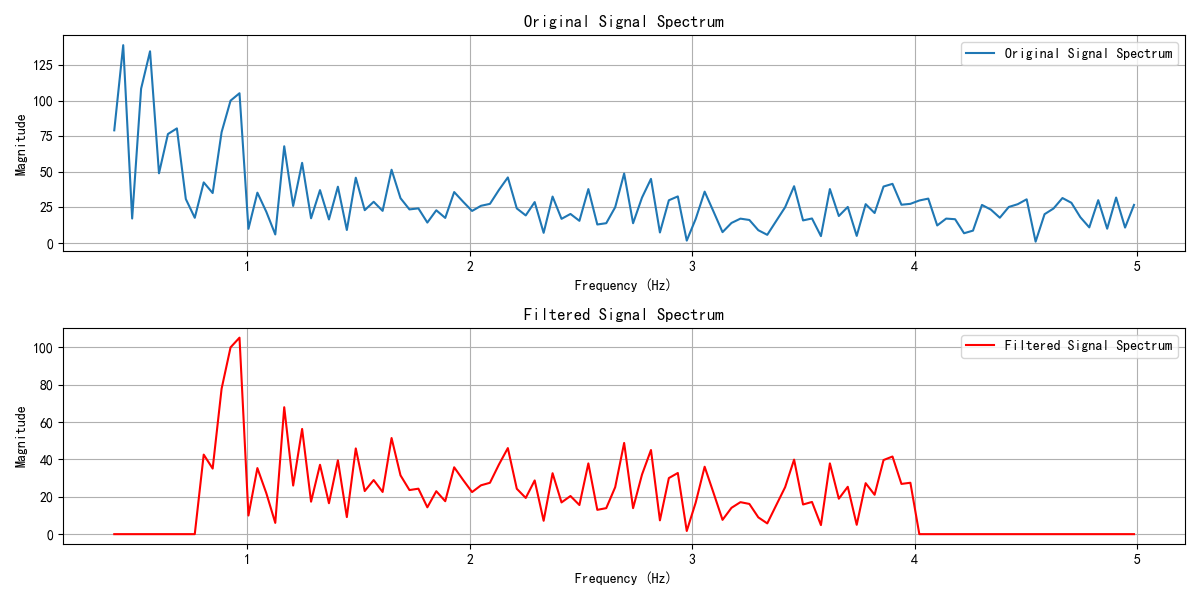 Original Signal Spectrum
Original Signal Spectrum
Magnitude
125
100
75
50
25
0
1 2 3 4 5
Frequency (Hz)
Filtered Signal Spectrum
Filtered Signal Spectrum
Magnitude
100
80
60
40
20
0
1 2 3 4 5
Frequency (Hz)